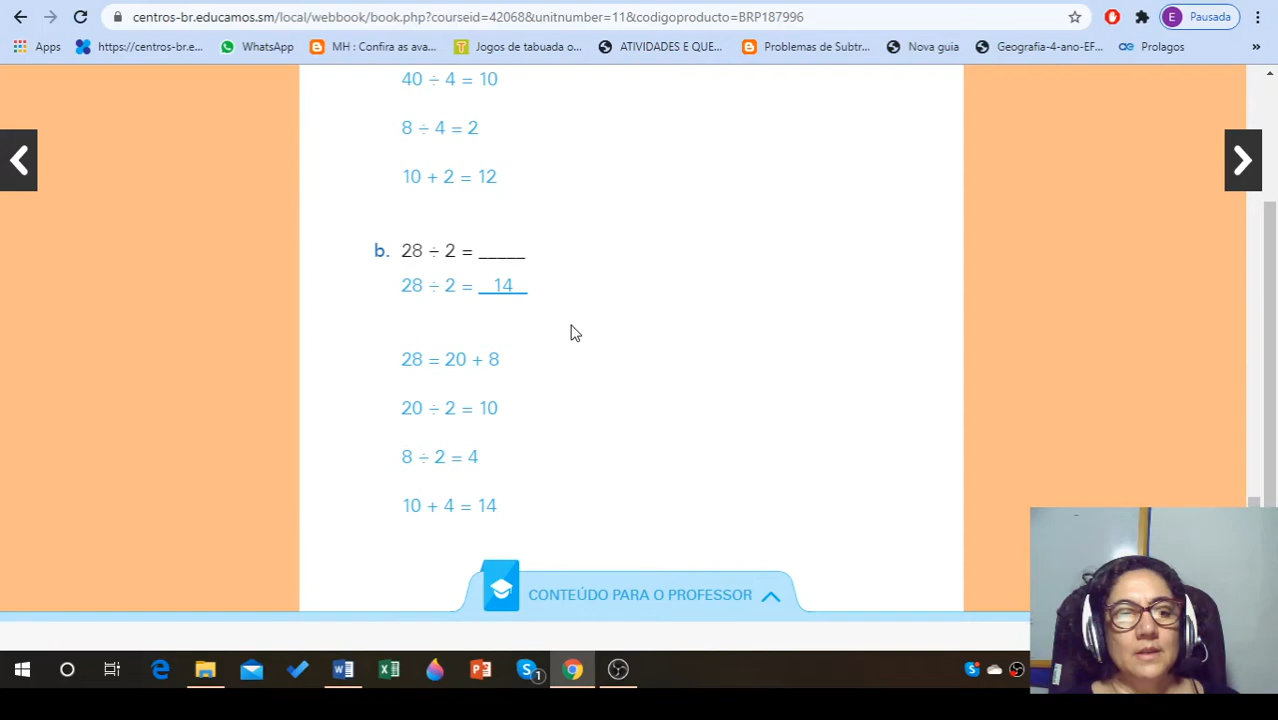 centros-br.educamos.sm/local/webbook/book.php?courseid=42068&unitnumber=11&codigoproducto=BRP187996
E Pausada
Apps https://centros-br.e... WhatsApp MH : Confira as ava... Jogos de tabuada o... ATIVIDADES E QUE... Problemas de Subtr... Nova guia Geografia-4-ano-EF... Prolagos »
40 ÷ 4 = 10
8 ÷ 4 = 2
10 + 2 = 12
b. 28 ÷ 2 = _____
28 ÷ 2 = 14
28 = 20 + 8
20 ÷ 2 = 10
8 ÷ 2 = 4
10 + 4 = 14
CONTEÚDO PARA O PROFESSOR
1